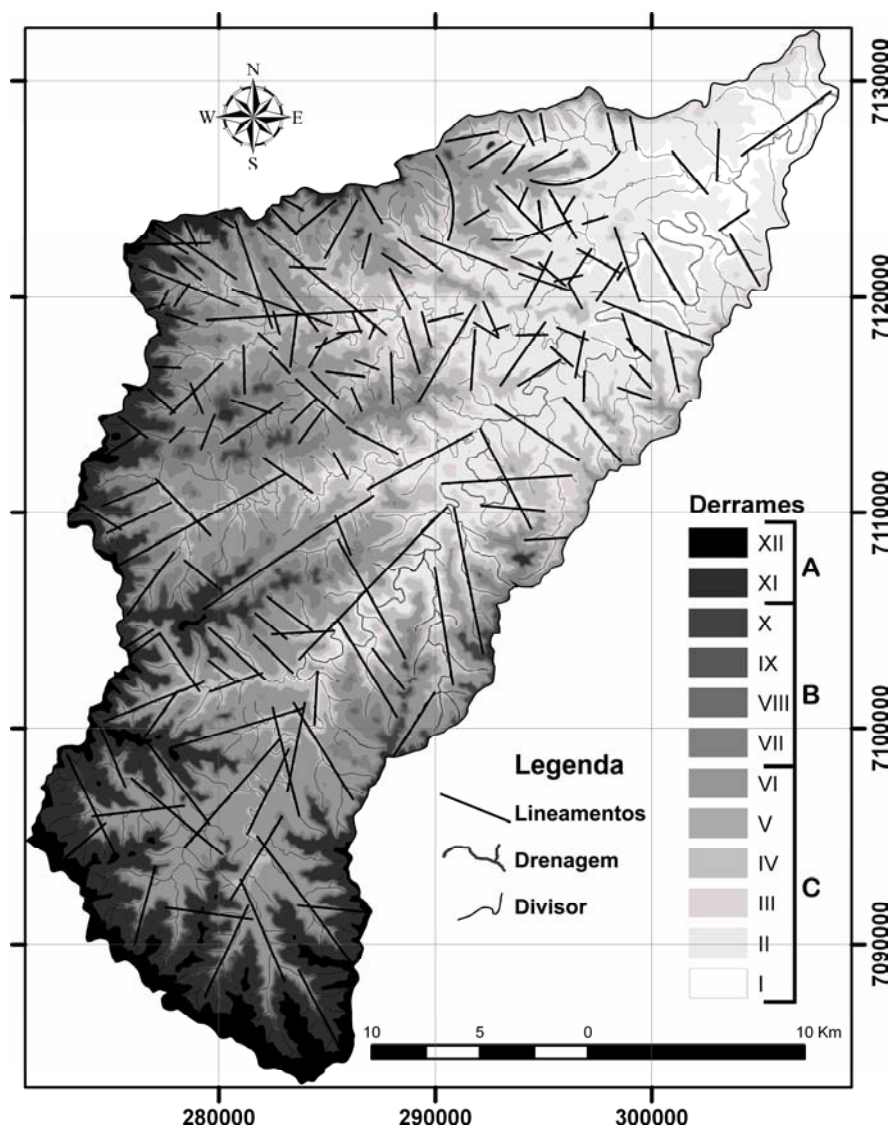 7130000
N
W E
S
7120000
7110000
Derrames
XII
XI
A
X
IX
VIII
VII
B
VI
V
IV
III
II
I
C
Legenda
Lineamentos
Drenagem
Divisor
7100000
7090000
10 5 0 10 Km
280000 290000 300000